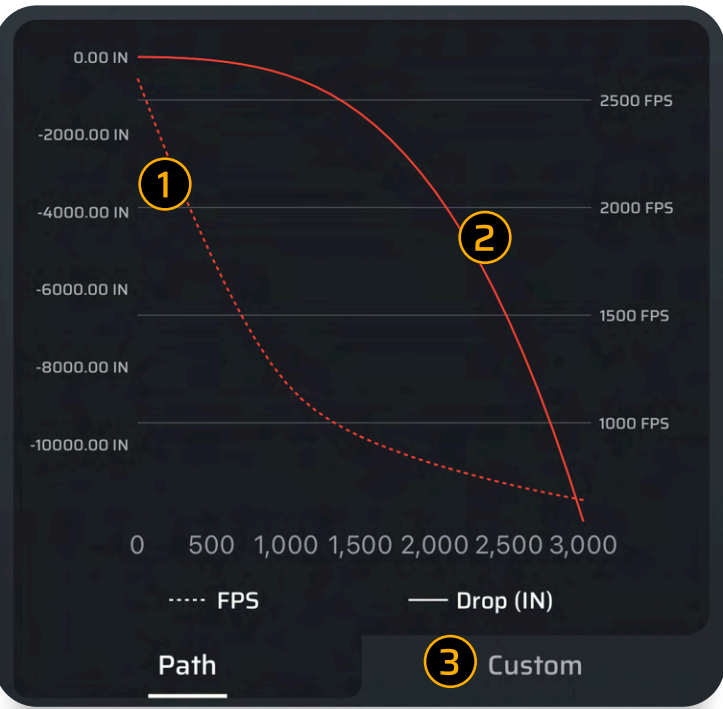 0.00 IN
2500 FPS
-2000.00 IN
1
-4000.00 IN
2000 FPS
2
-6000.00 IN
1500 FPS
-8000.00 IN
1000 FPS
-10000.00 IN
0 500 1,000 1,500 2,000 2,500 3,000
FPS Drop (IN)
Path 3 Custom